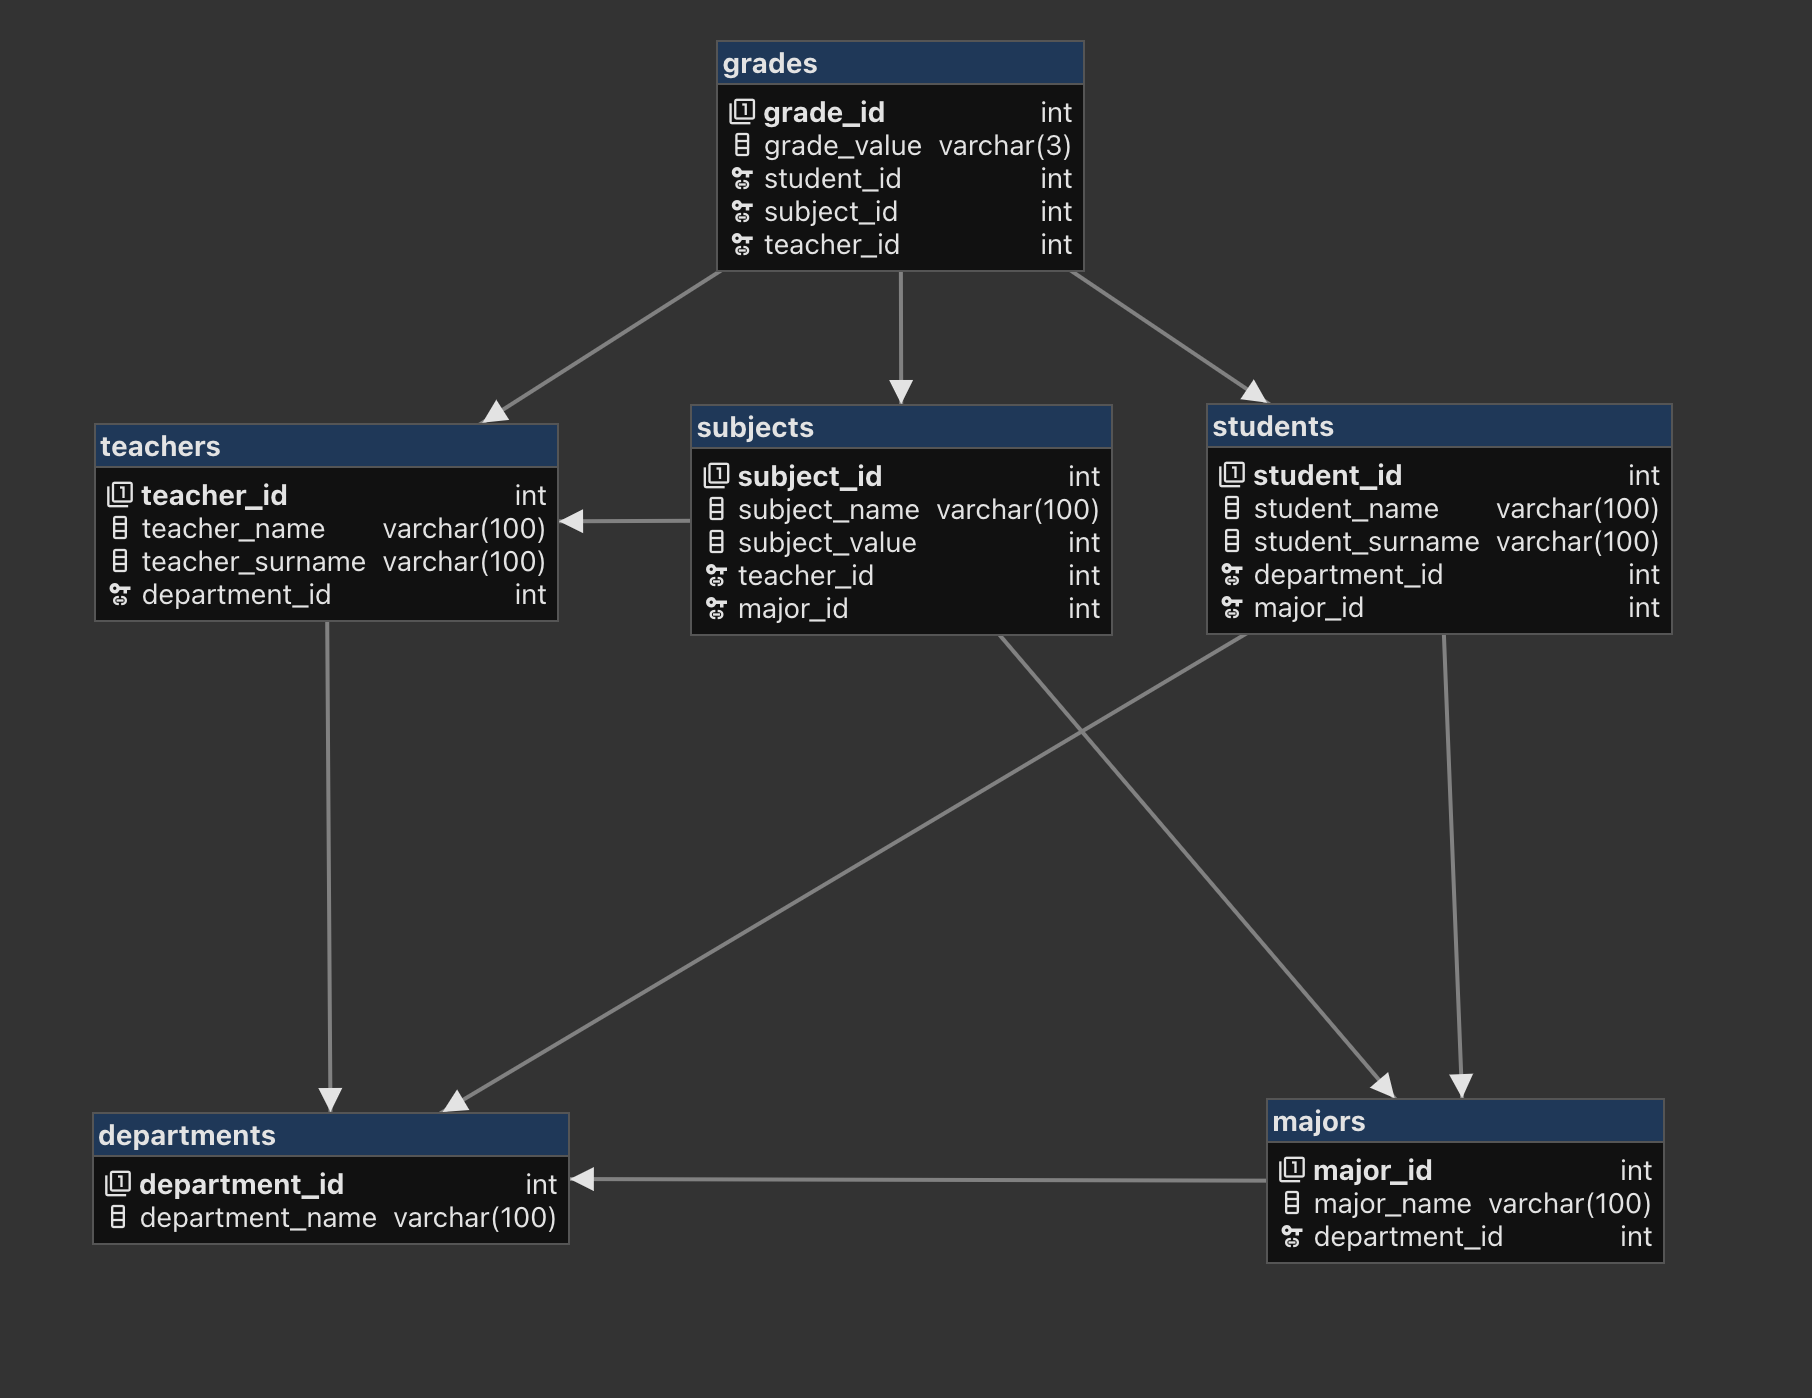 grades
grade_id int
grade_value varchar(3)
student_id int
subject_id int
teacher_id int
teachers
teacher_id int
teacher_name varchar(100)
teacher_surname varchar(100)
department_id int
subjects
subject_id int
subject_name varchar(100)
subject_value int
teacher_id int
major_id int
students
student_id int
student_name varchar(100)
student_surname varchar(100)
department_id int
major_id int
departments
department_id int
department_name varchar(100)
majors
major_id int
major_name varchar(100)
department_id int